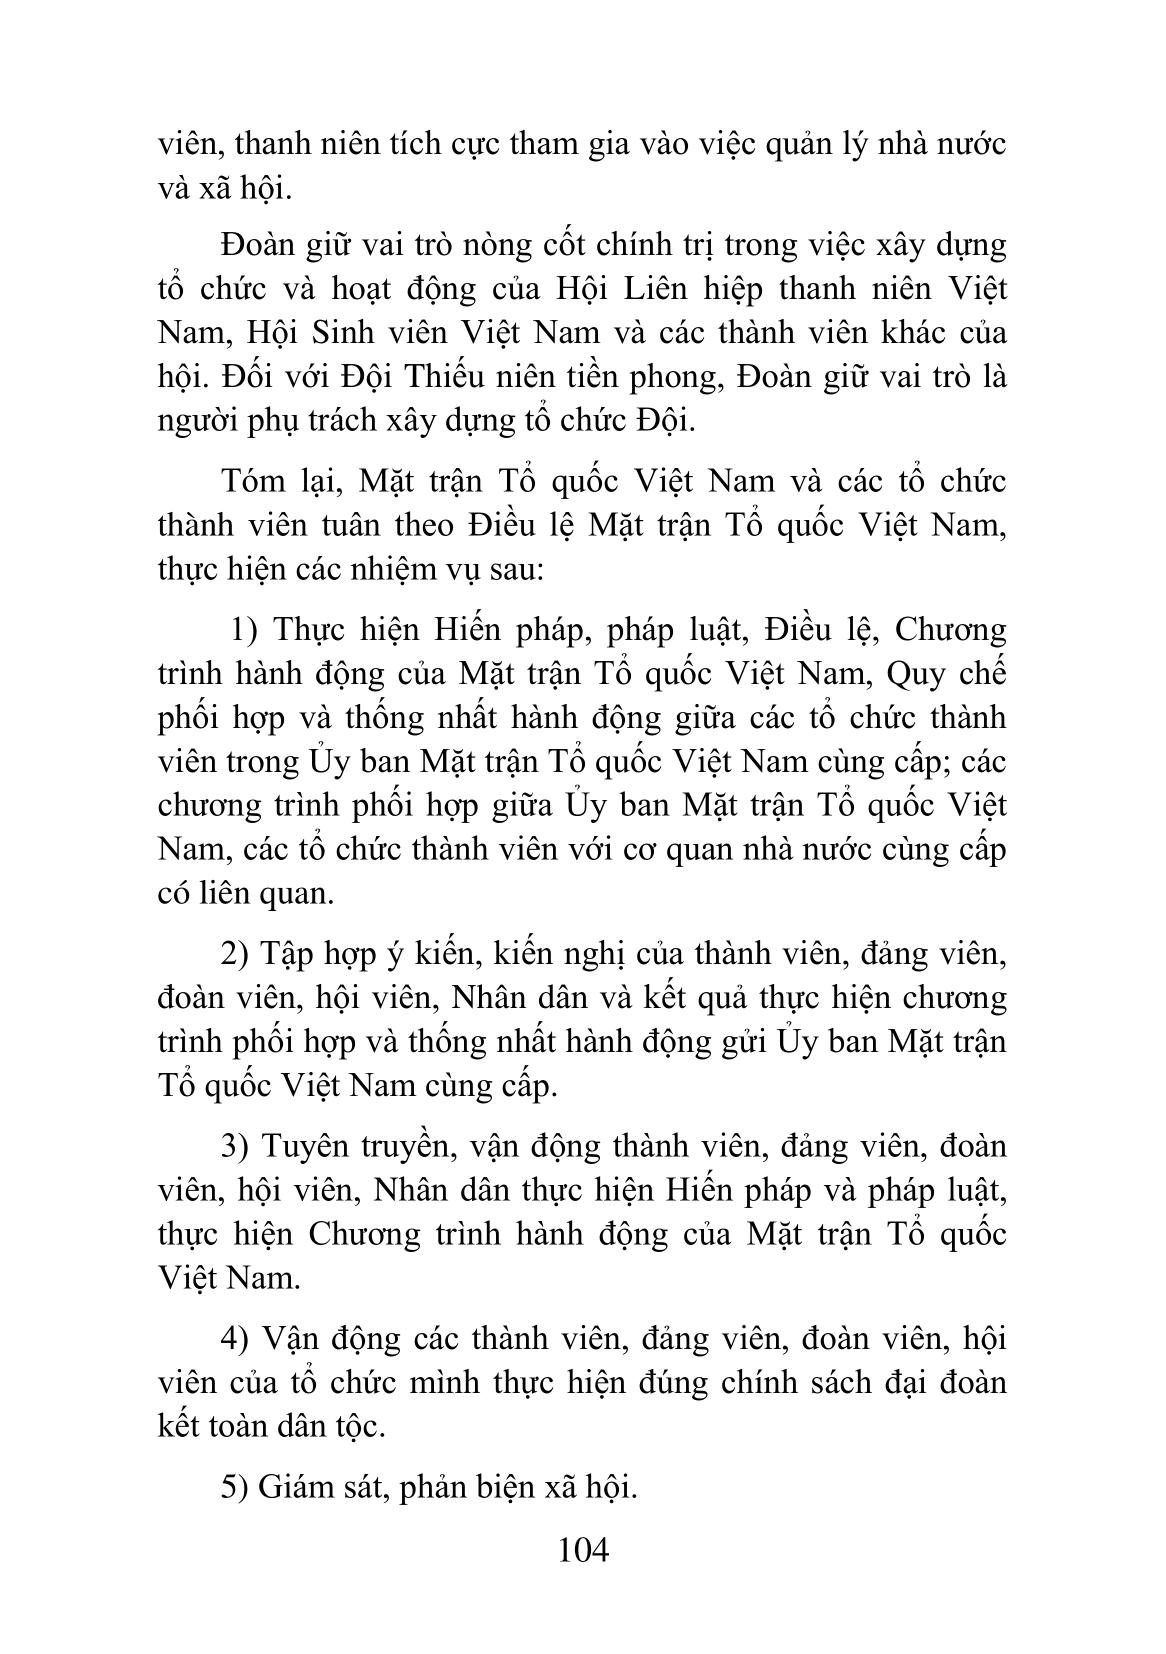 viên, thanh niên tích cực tham gia vào việc quản lý nhà nước
và xã hội.
Đoàn giữ vai trò nòng cốt chính trị trong việc xây dựng
tổ chức và hoạt động của Hội Liên hiệp thanh niên Việt
Nam, Hội Sinh viên Việt Nam và các thành viên khác của
hội. Đối với Đội Thiếu niên tiền phong, Đoàn giữ vai trò là
người phụ trách xây dựng tổ chức Đội.
Tóm lại, Mặt trận Tổ quốc Việt Nam và các tổ chức
thành viên tuân theo Điều lệ Mặt trận Tổ quốc Việt Nam,
thực hiện các nhiệm vụ sau:
1) Thực hiện Hiến pháp, pháp luật, Điều lệ, Chương
trình hành động của Mặt trận Tổ quốc Việt Nam, Quy chế
phối hợp và thống nhất hành động giữa các tổ chức thành
viên trong Ủy ban Mặt trận Tổ quốc Việt Nam cùng cấp; các
chương trình phối hợp giữa Ủy ban Mặt trận Tổ quốc Việt
Nam, các tổ chức thành viên với cơ quan nhà nước cùng cấp
có liên quan.
2) Tập hợp ý kiến, kiến nghị của thành viên, đảng viên,
đoàn viên, hội viên, Nhân dân và kết quả thực hiện chương
trình phối hợp và thống nhất hành động gửi Ủy ban Mặt trận
Tổ quốc Việt Nam cùng cấp.
3) Tuyên truyền, vận động thành viên, đảng viên, đoàn
viên, hội viên, Nhân dân thực hiện Hiến pháp và pháp luật,
thực hiện Chương trình hành động của Mặt trận Tổ quốc
Việt Nam.
4) Vận động các thành viên, đảng viên, đoàn viên, hội
viên của tổ chức mình thực hiện đúng chính sách đại đoàn
kết toàn dân tộc.
5) Giám sát, phản biện xã hội.
104